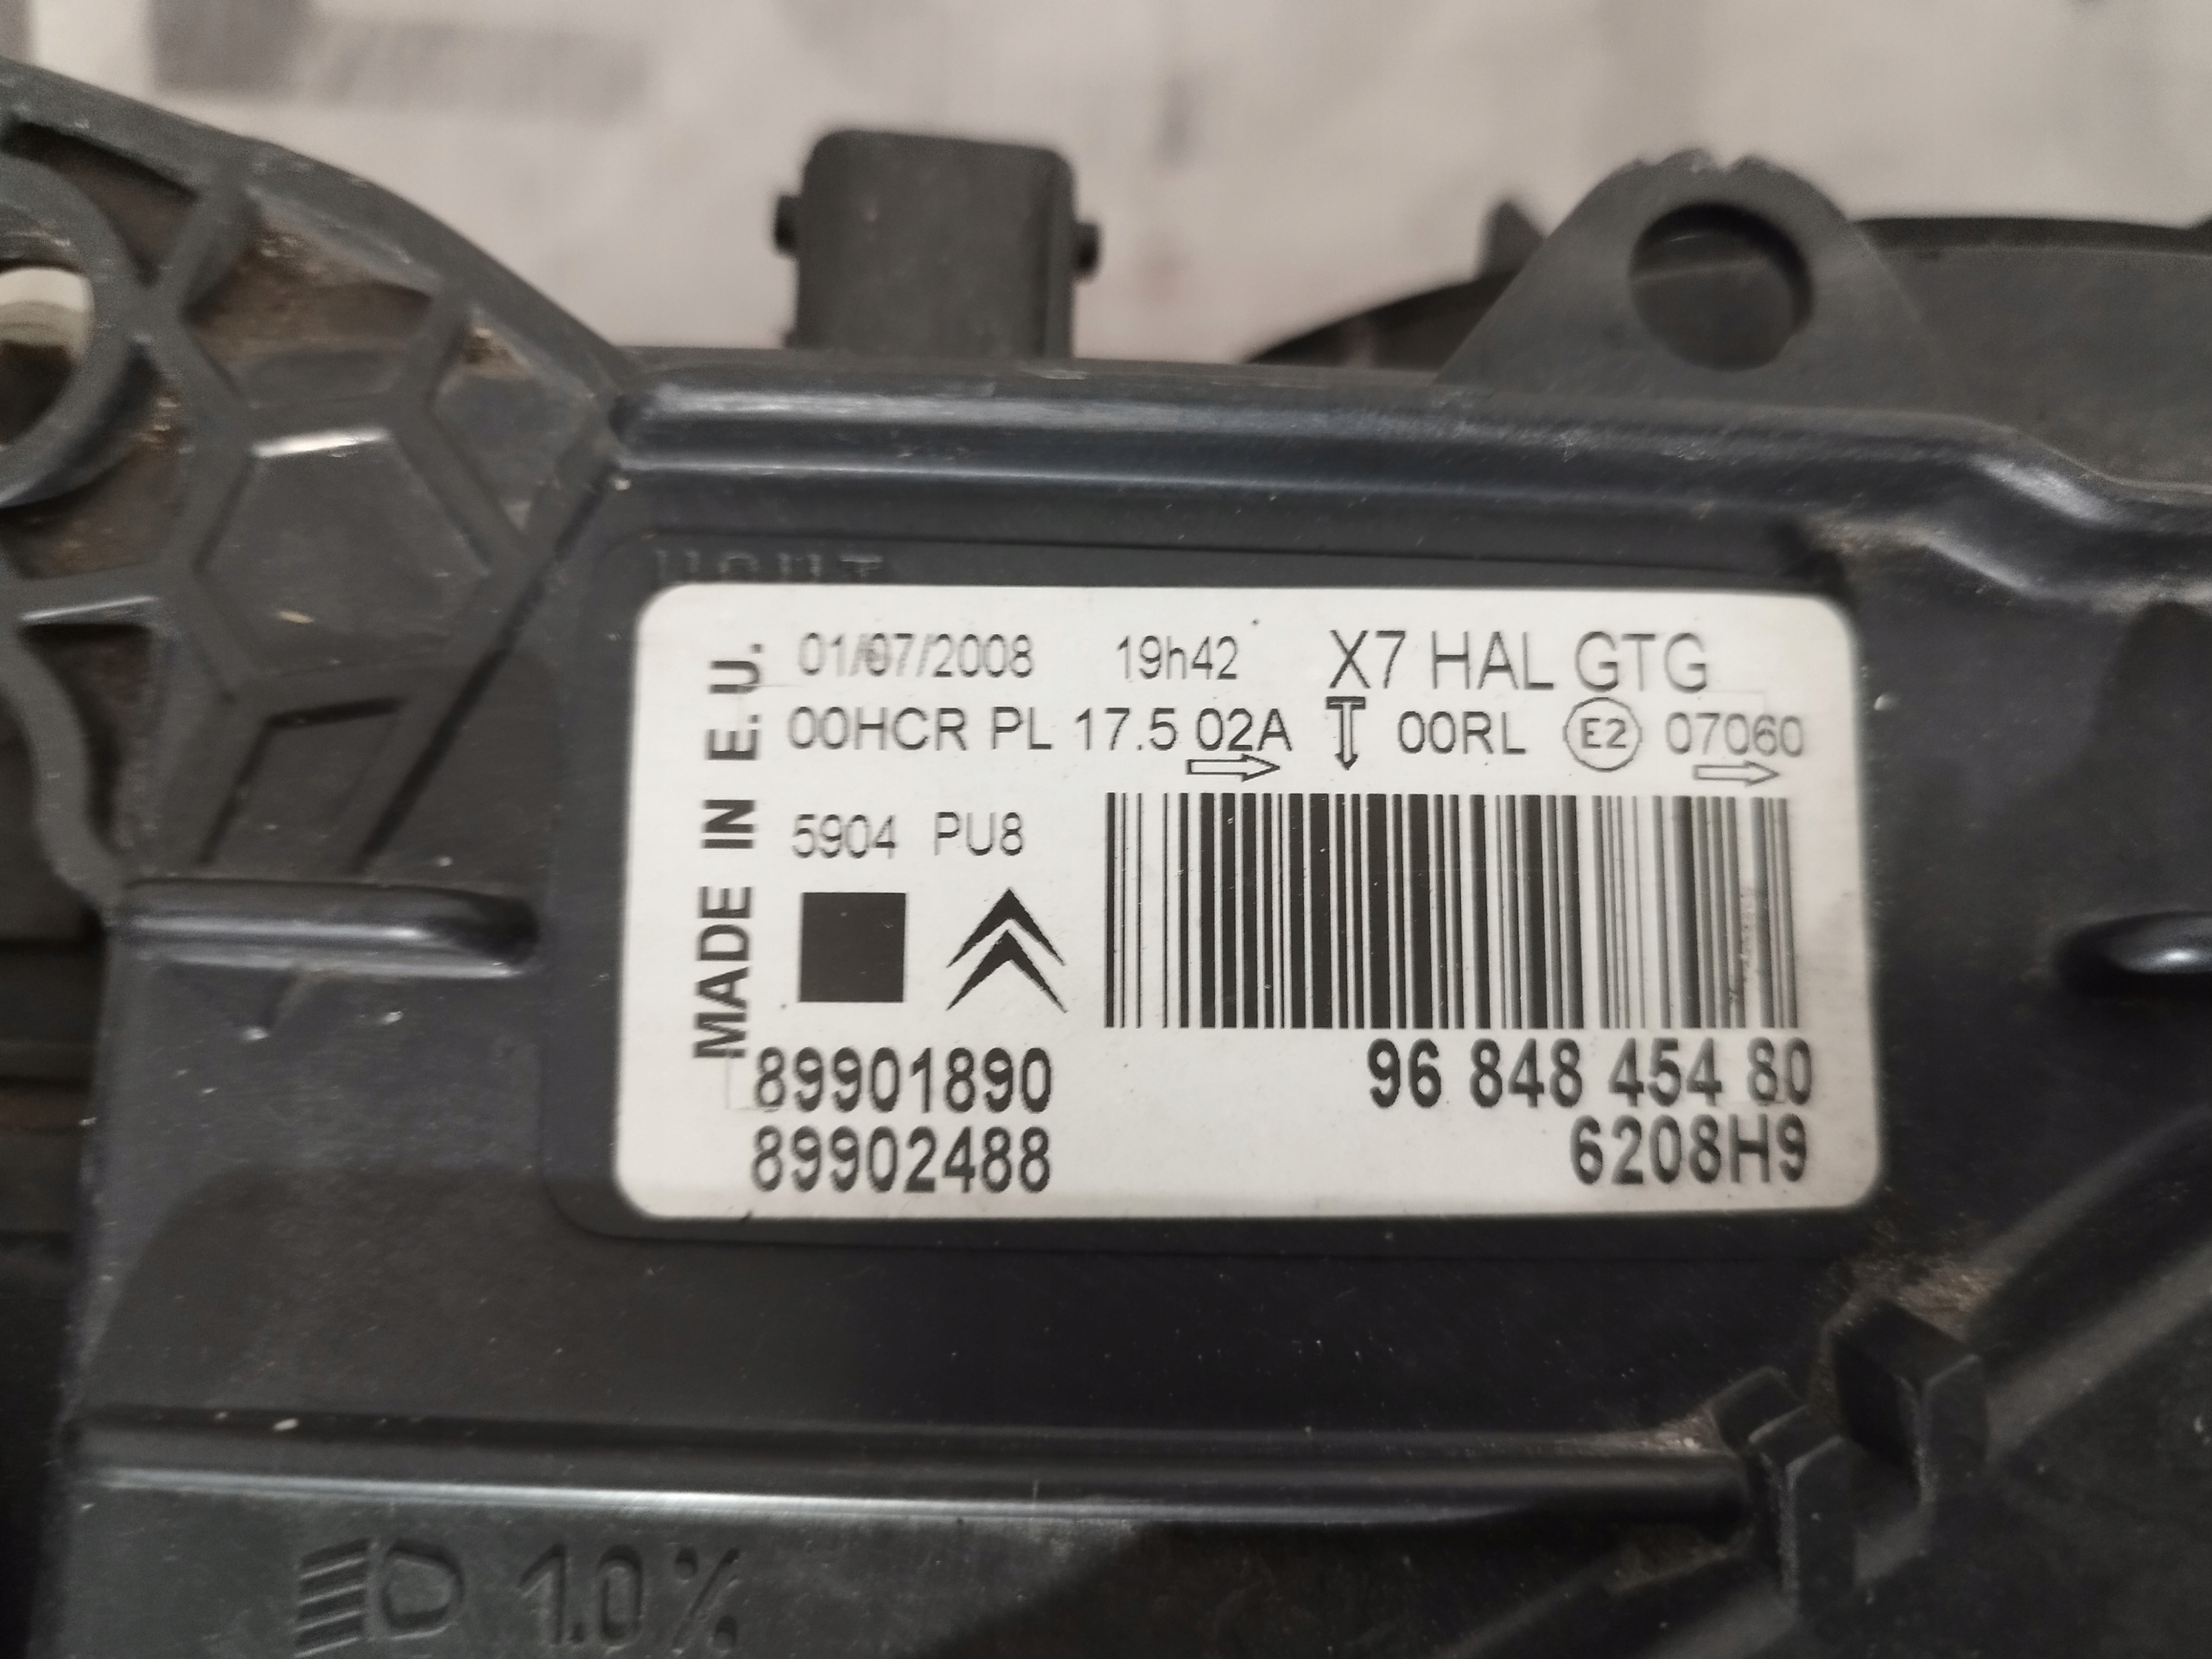 MADE IN E.U.
01/07/2008 19h42 X7 HAL GTG
00HCR PL 17.5 02A 00RL E2 07060
5904 PU8
89901890 96 848 454 80
89902488 6208H9
1.0%